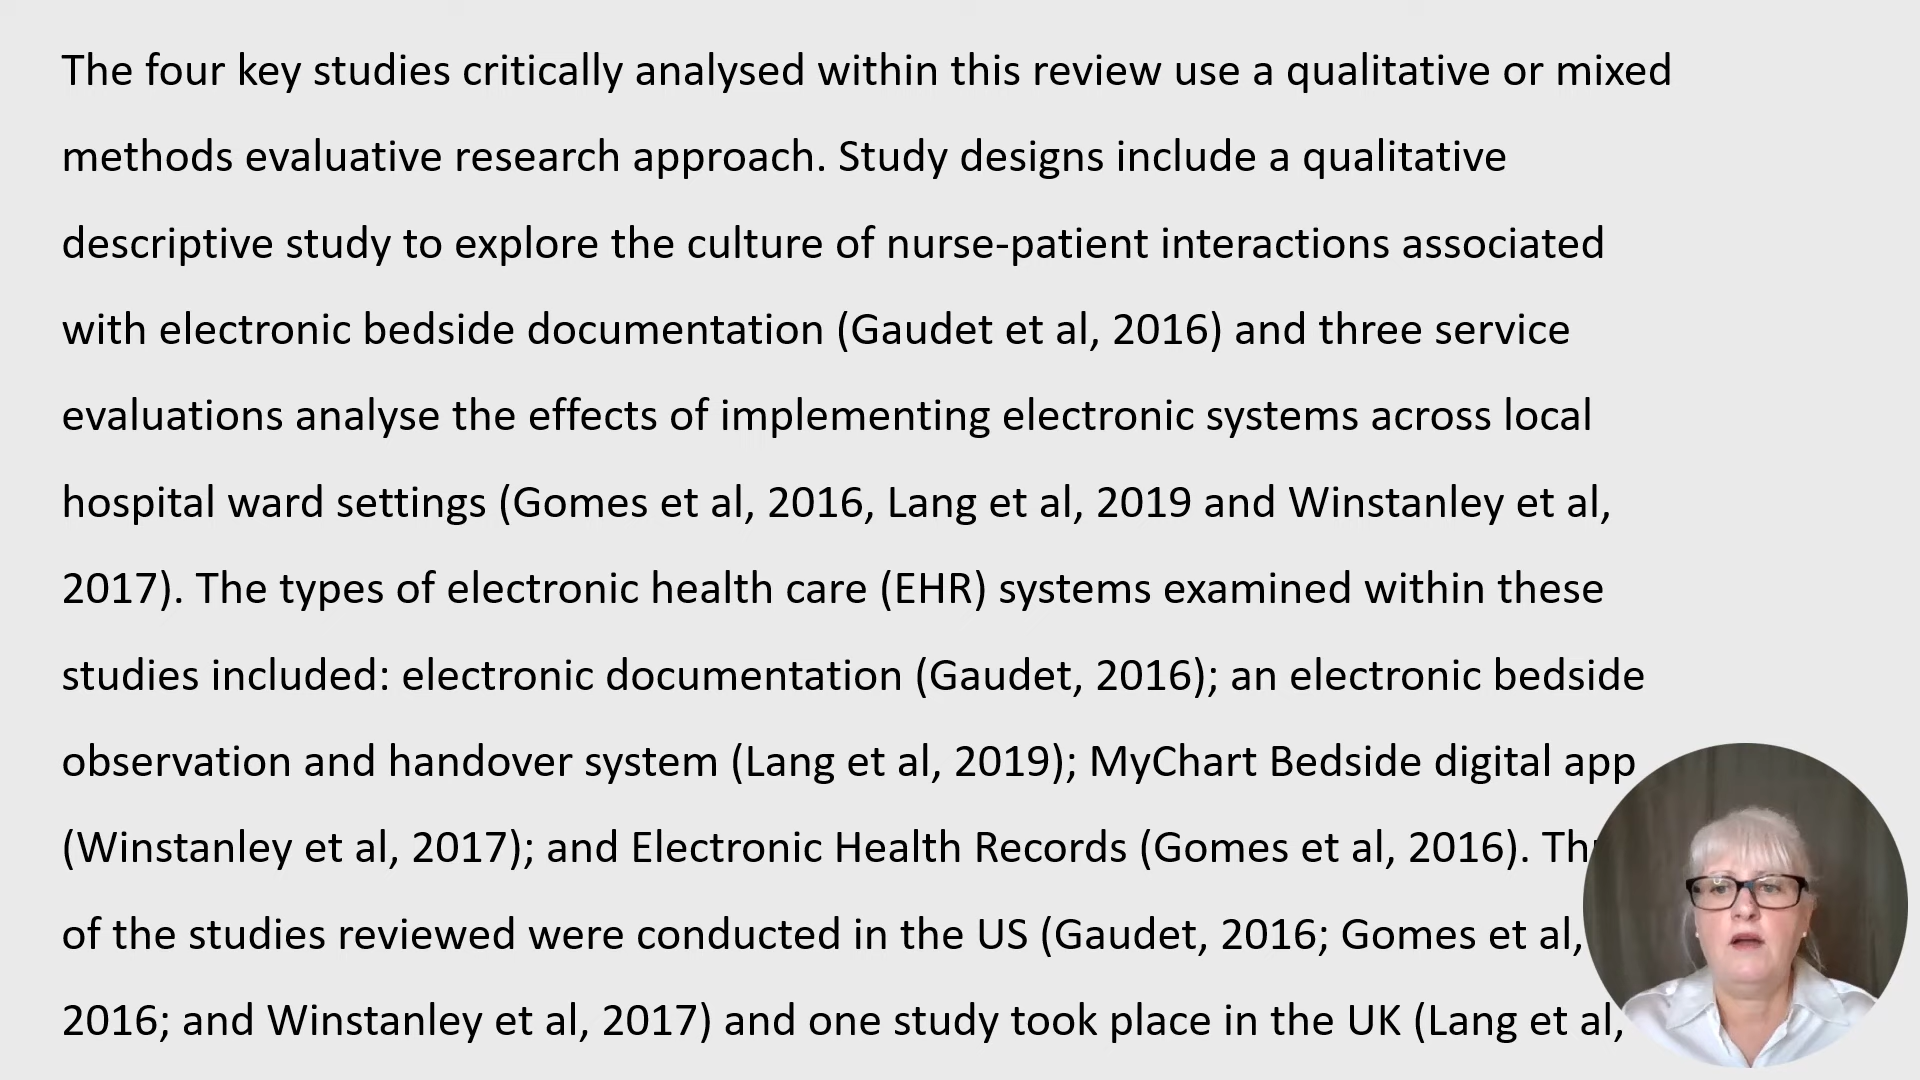 The four key studies critically analysed within this review use a qualitative or mixed
methods evaluative research approach. Study designs include a qualitative
descriptive study to explore the culture of nurse-patient interactions associated
with electronic bedside documentation (Gaudet et al, 2016) and three service
evaluations analyse the effects of implementing electronic systems across local
hospital ward settings (Gomes et al, 2016, Lang et al, 2019 and Winstanley et al,
2017). The types of electronic health care (EHR) systems examined within these
studies included: electronic documentation (Gaudet, 2016); an electronic bedside
observation and handover system (Lang et al, 2019); MyChart Bedside digital app
(Winstanley et al, 2017); and Electronic Health Records (Gomes et al, 2016).
of the studies reviewed were conducted in the US (Gaudet, 2016; Gomes et al,
2016; and Winstanley et al, 2017) and one study took place in the UK (Lang et al,